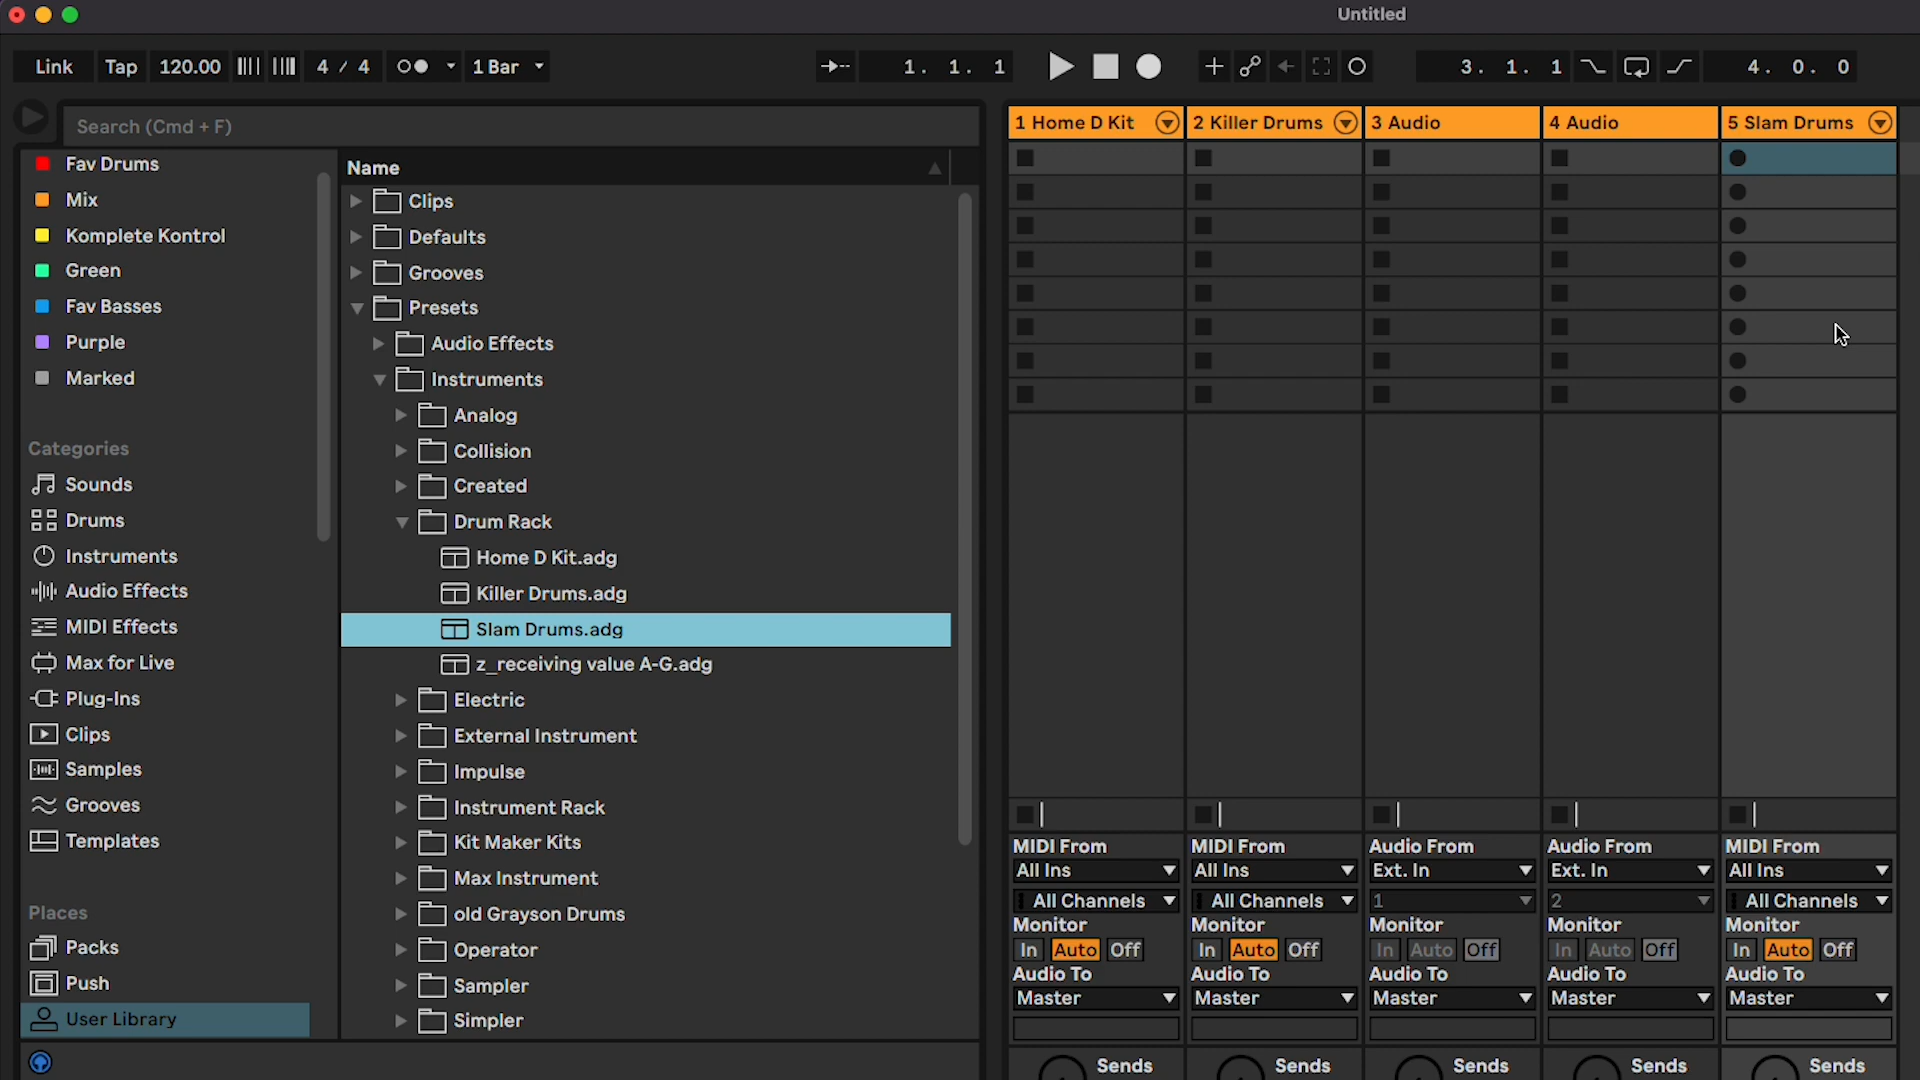 Untitled
Link Tap 120.00 4 / 4 1 Bar 1. 1. 1 3. 1. 1 4. 0. 0
Search (Cmd + F)
Fav Drums
Mix
Komplete Kontrol
Green
Fav Basses
Purple
Marked
Categories
Sounds
Drums
Instruments
Audio Effects
MIDI Effects
Max for Live
Plug-Ins
Clips
Samples
Grooves
Templates
Places
Packs
Push
User Library
Name
Clips
Defaults
Grooves
Presets
Audio Effects
Instruments
Analog
Collision
Created
Drum Rack
Home D Kit.adg
Killer Drums.adg
Slam Drums.adg
z_receiving value A-G.adg
Electric
External Instrument
Impulse
Instrument Rack
Kit Maker Kits
Max Instrument
old Grayson Drums
Operator
Sampler
Simpler
1 Home D Kit 2 Killer Drums 3 Audio 4 Audio 5 Slam Drums
MIDI From MIDI From Audio From Audio From MIDI From
All Ins All Ins Ext. In Ext. In All Ins
All Channels All Channels 1 2 All Channels
Monitor Monitor Monitor Monitor Monitor
In Auto Off In Auto Off In Auto Off In Auto Off In Auto Off
Audio To Audio To Audio To Audio To Audio To
Master Master Master Master Master
Sends Sends Sends Sends Sends